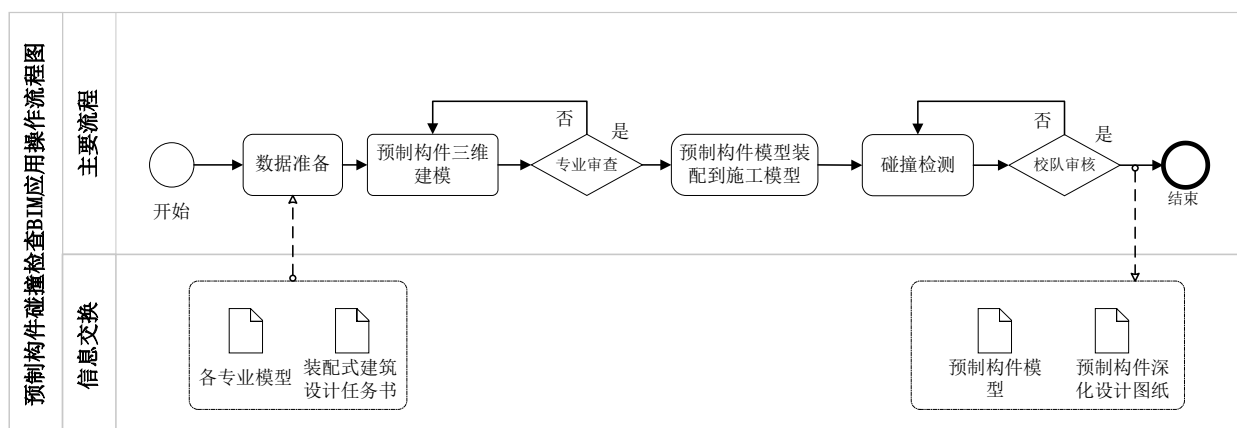 预制构件碰撞检查BIM应用操作流程图
主要流程
开始
数据准备
预制构件三维
建模
否
是
专业审查
预制构件模型装
配到施工模型
碰撞检测
否
是
校队审核
结束
信息交换
各专业模型
装配式建筑
设计任务书
预制构件模
型
预制构件深
化设计图纸